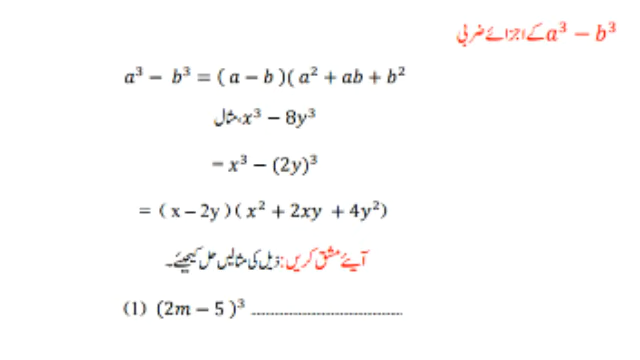 a³ − b³ کے اجزائے ضربی
a³ − b³ = ( a − b )( a² + ab + b²
مثال، x³ − 8y³
= x³ − (2y)³
= ( x − 2y ) ( x² + 2xy + 4y²)
آیئے مشق کریں: ذیل کی مثالیں حل کیجیئے۔
(1) (2m − 5 )³ ......................................